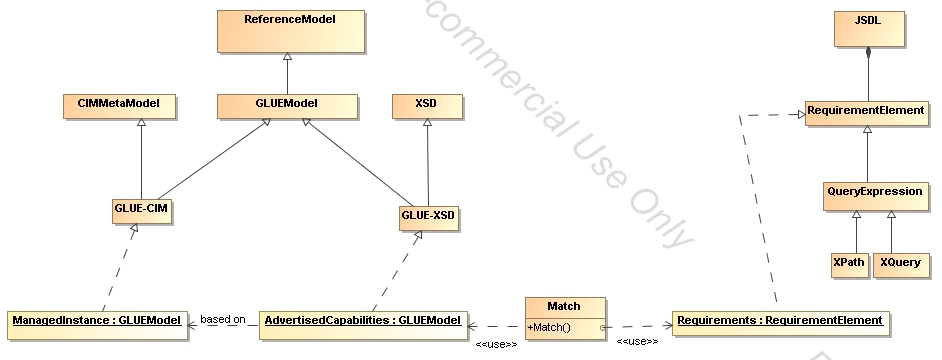 ReferenceModel
JSDL
CIMMetaModel
GLUEModel
XSD
RequirementElement
QueryExpression
GLUE-CIM
GLUE-XSD
XPath
XQuery
ManagedInstance : GLUEModel
based on
AdvertisedCapabilities : GLUEModel
Match
+Match()
<<use>>
<<use>>
Requirements : RequirementElement
commercial Use Only